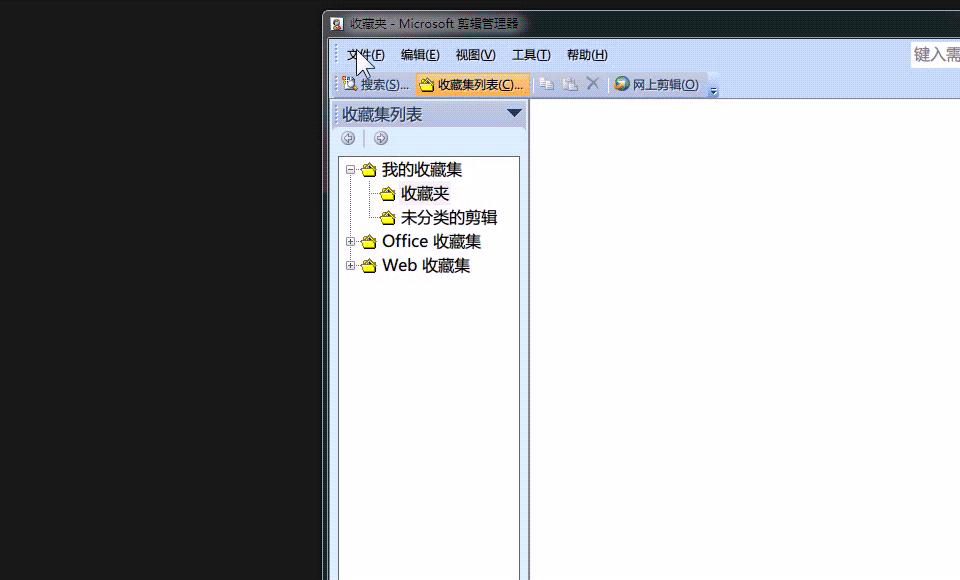 收藏夹 - Microsoft 剪辑管理器
文件(F) 编辑(E) 视图(V) 工具(T) 帮助(H) 键入需
搜索(S)... 收藏集列表(C)... 网上剪辑(O)
收藏集列表
我的收藏集
收藏夹
未分类的剪辑
Office 收藏集
Web 收藏集